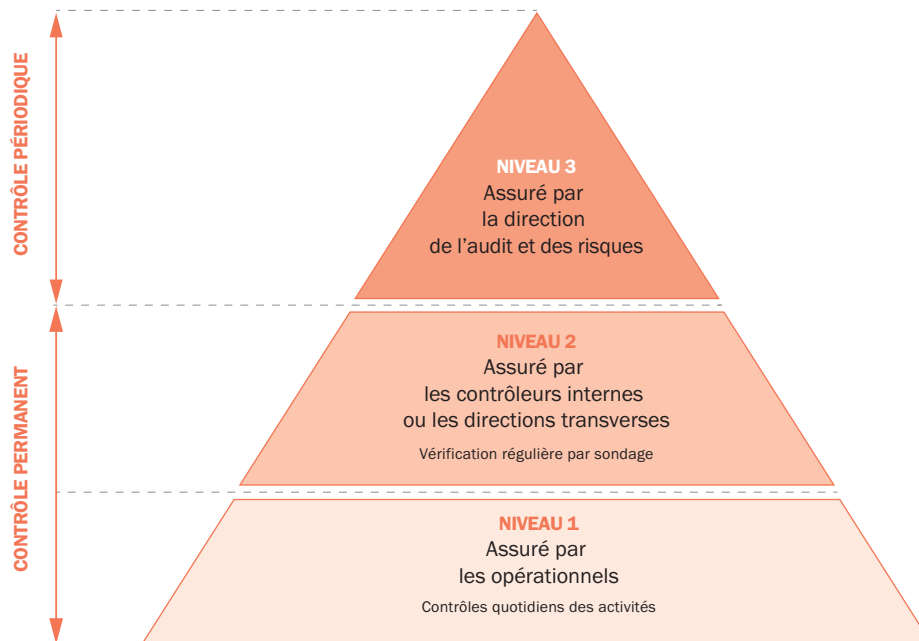 CONTRÔLE PÉRIODIQUE
NIVEAU 3
Assuré par
la direction
de l'audit et des risques
CONTRÔLE PERMANENT
NIVEAU 2
Assuré par
les contrôleurs internes
ou les directions transverses
Vérification régulière par sondage
NIVEAU 1
Assuré par
les opérationnels
Contrôles quotidiens des activités